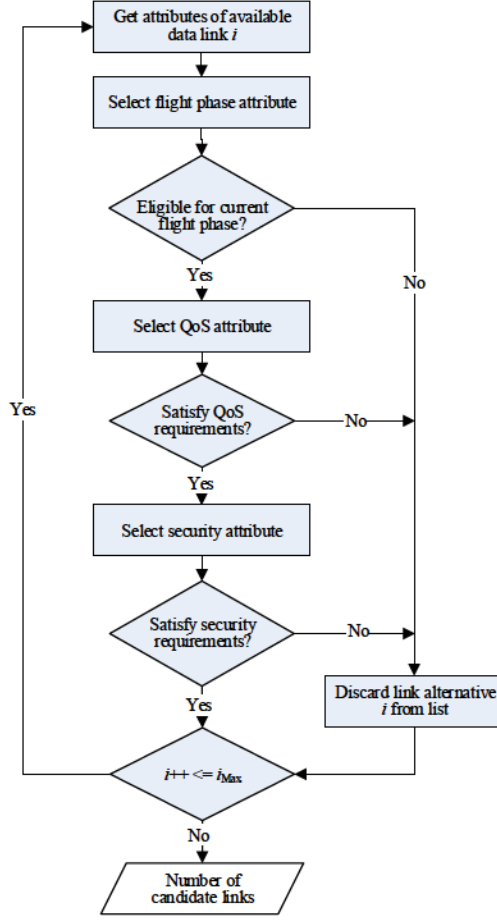 Get attributes of available
data link i
Select flight phase attribute
Eligible for current
flight phase?
No
Yes
Select QoS attribute
Yes
Satisfy QoS
requirements?
No
Yes
Select security attribute
Satisfy security
requirements?
No
Yes
Discard link alternative
i from list
i++ <= iMax
No
Number of
candidate links